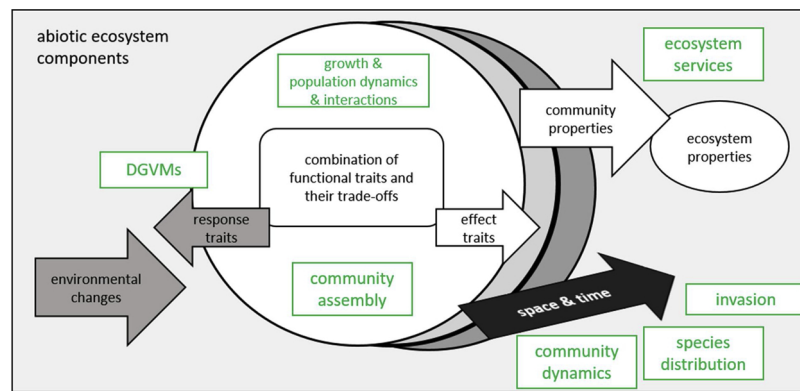 abiotic ecosystem
components
growth &
population dynamics
& interactions
ecosystem
services
community
properties
ecosystem
properties
combination of
functional traits and
their trade-offs
DGVMs
response
traits
effect
traits
environmental
changes
community
assembly
space & time
invasion
community
dynamics
species
distribution